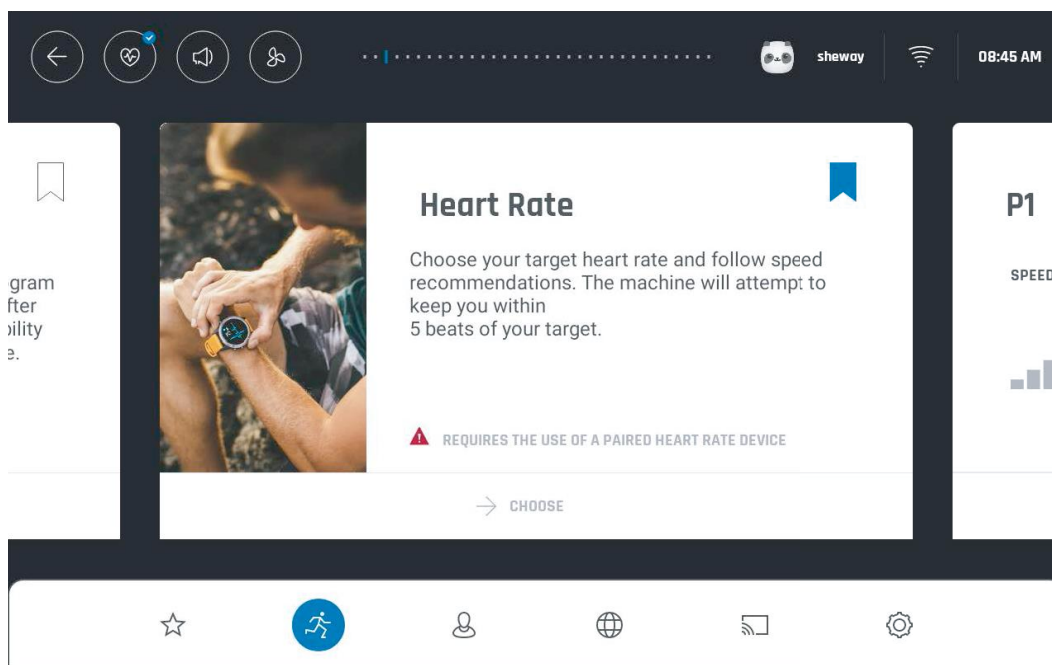 sheway
08:45 AM
gram
fter
bility
e.
Heart Rate
Choose your target heart rate and follow speed
recommendations. The machine will attempt to
keep you within
5 beats of your target.
REQUIRES THE USE OF A PAIRED HEART RATE DEVICE
CHOOSE
P1
SPEED